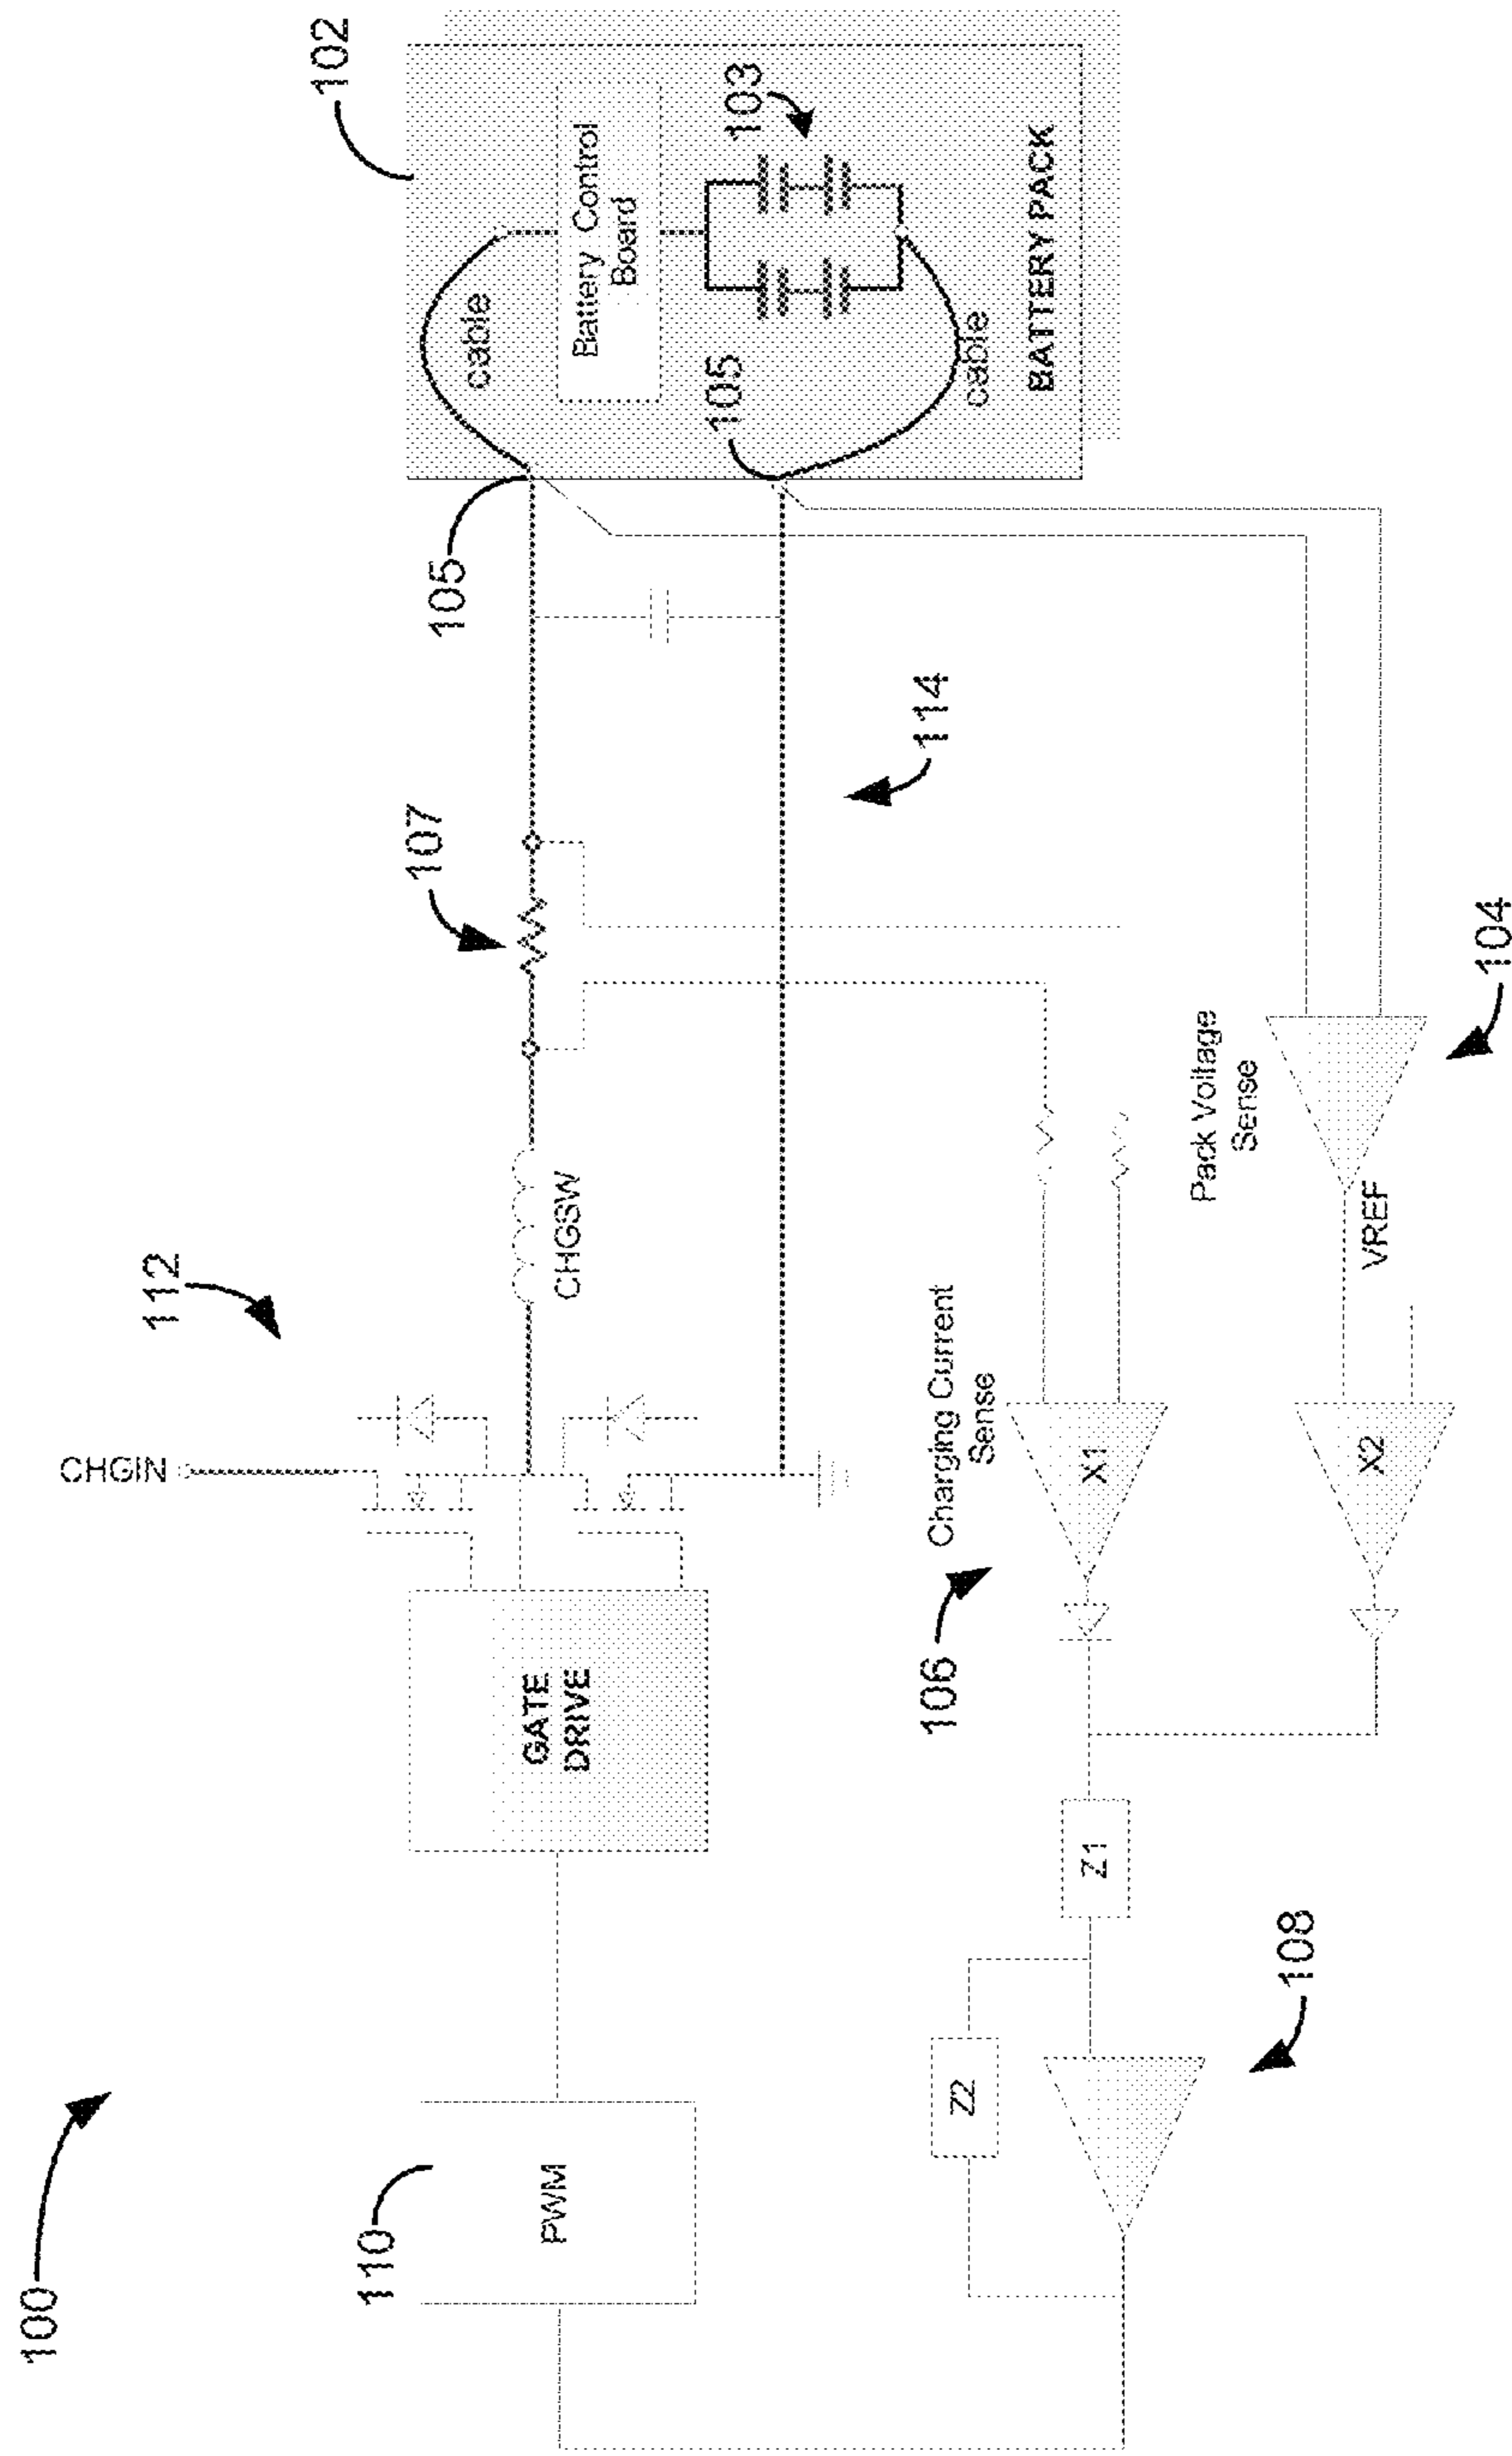 100
110
PWM
GATE
DRIVE
112
CHGIN
CHGSW
107
114
105
105
102
cable
Battery Control
Board
103
cable
BATTERY PACK
Z2
Z1
108
106
Charging Current
Sense
X1
X2
VREF
Pack Voltage
Sense
104